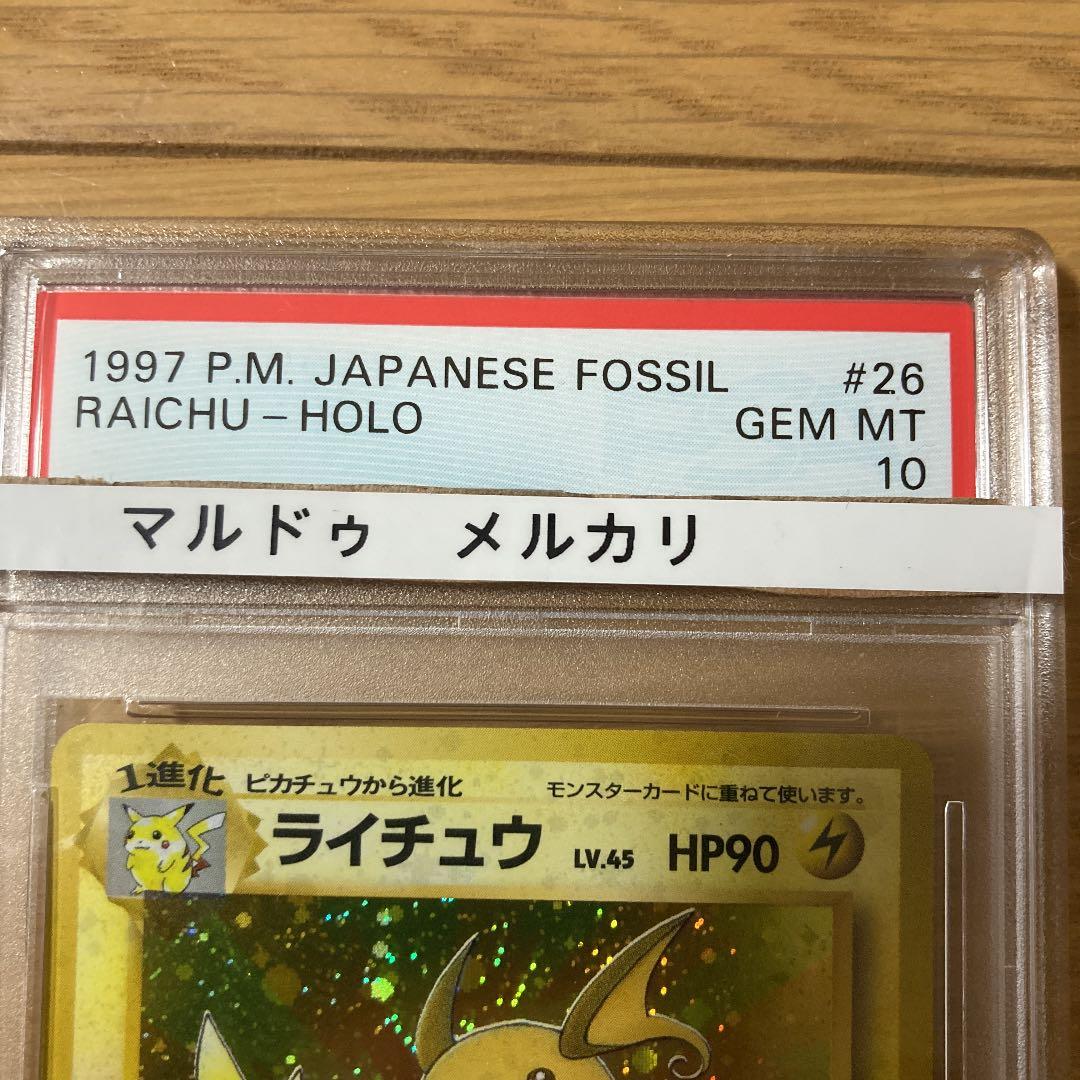 1997 P.M. JAPANESE FOSSIL #26
RAICHU - HOLO GEM MT
10
マルドゥ メルカリ
1進化 ピカチュウから進化 モンスターカードに重ねて使います。
ライチュウ LV.45 HP90